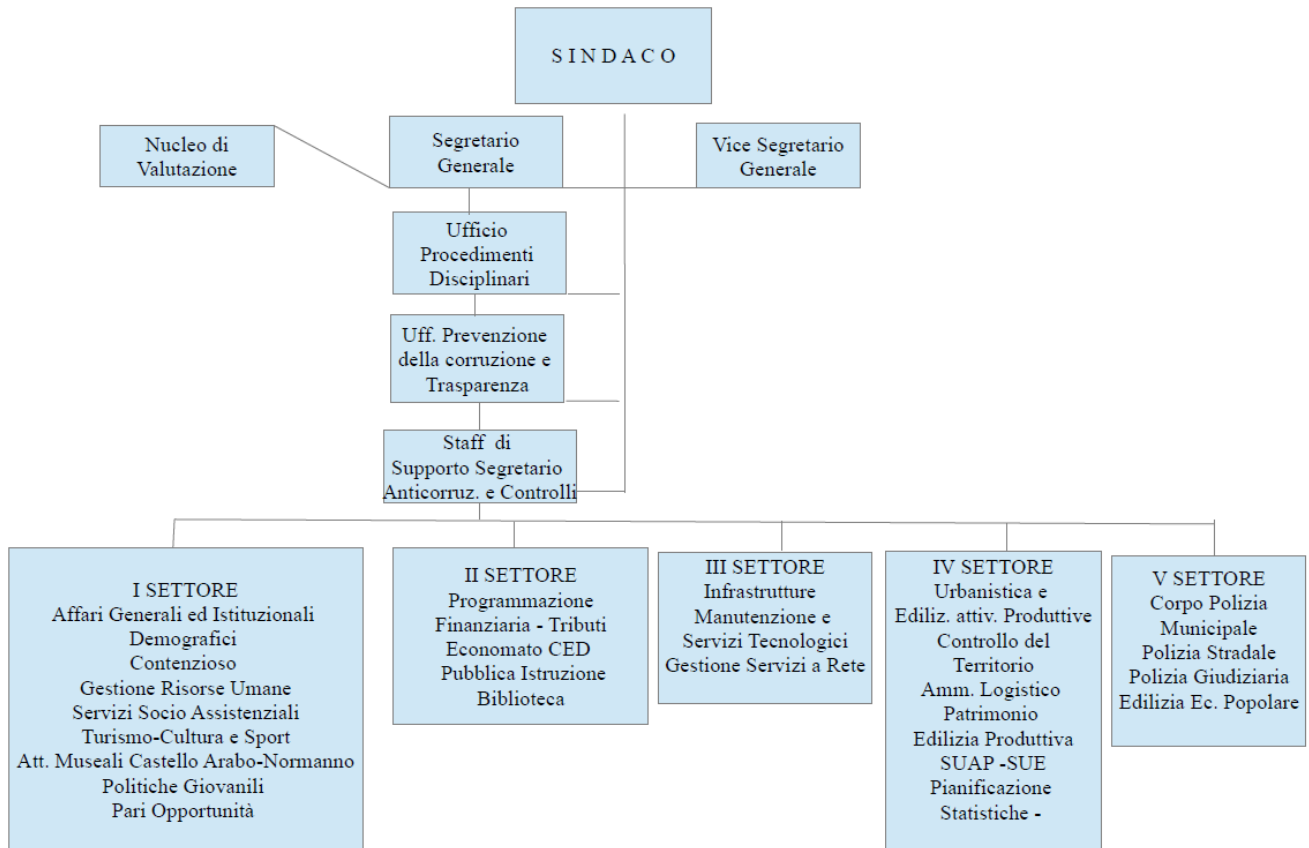 S I N D A C O
Nucleo di
Valutazione
Segretario
Generale
Vice Segretario
Generale
Ufficio
Procedimenti
Disciplinari
Uff. Prevenzione
della corruzione e
Trasparenza
Staff di
Supporto Segretario
Anticorruz. e Controlli
I SETTORE
Affari Generali ed Istituzionali
Demografici
Contenzioso
Gestione Risorse Umane
Servizi Socio Assistenziali
Turismo-Cultura e Sport
Att. Museali Castello Arabo-Normanno
Politiche Giovanili
Pari Opportunità
II SETTORE
Programmazione
Finanziaria - Tributi
Economato CED
Pubblica Istruzione
Biblioteca
III SETTORE
Infrastrutture
Manutenzione e
Servizi Tecnologici
Gestione Servizi a Rete
IV SETTORE
Urbanistica e
Ediliz. attiv. Produttive
Controllo del
Territorio
Amm. Logistico
Patrimonio
Edilizia Produttiva
SUAP -SUE
Pianificazione
Statistiche -
V SETTORE
Corpo Polizia
Municipale
Polizia Stradale
Polizia Giudiziaria
Edilizia Ec. Popolare